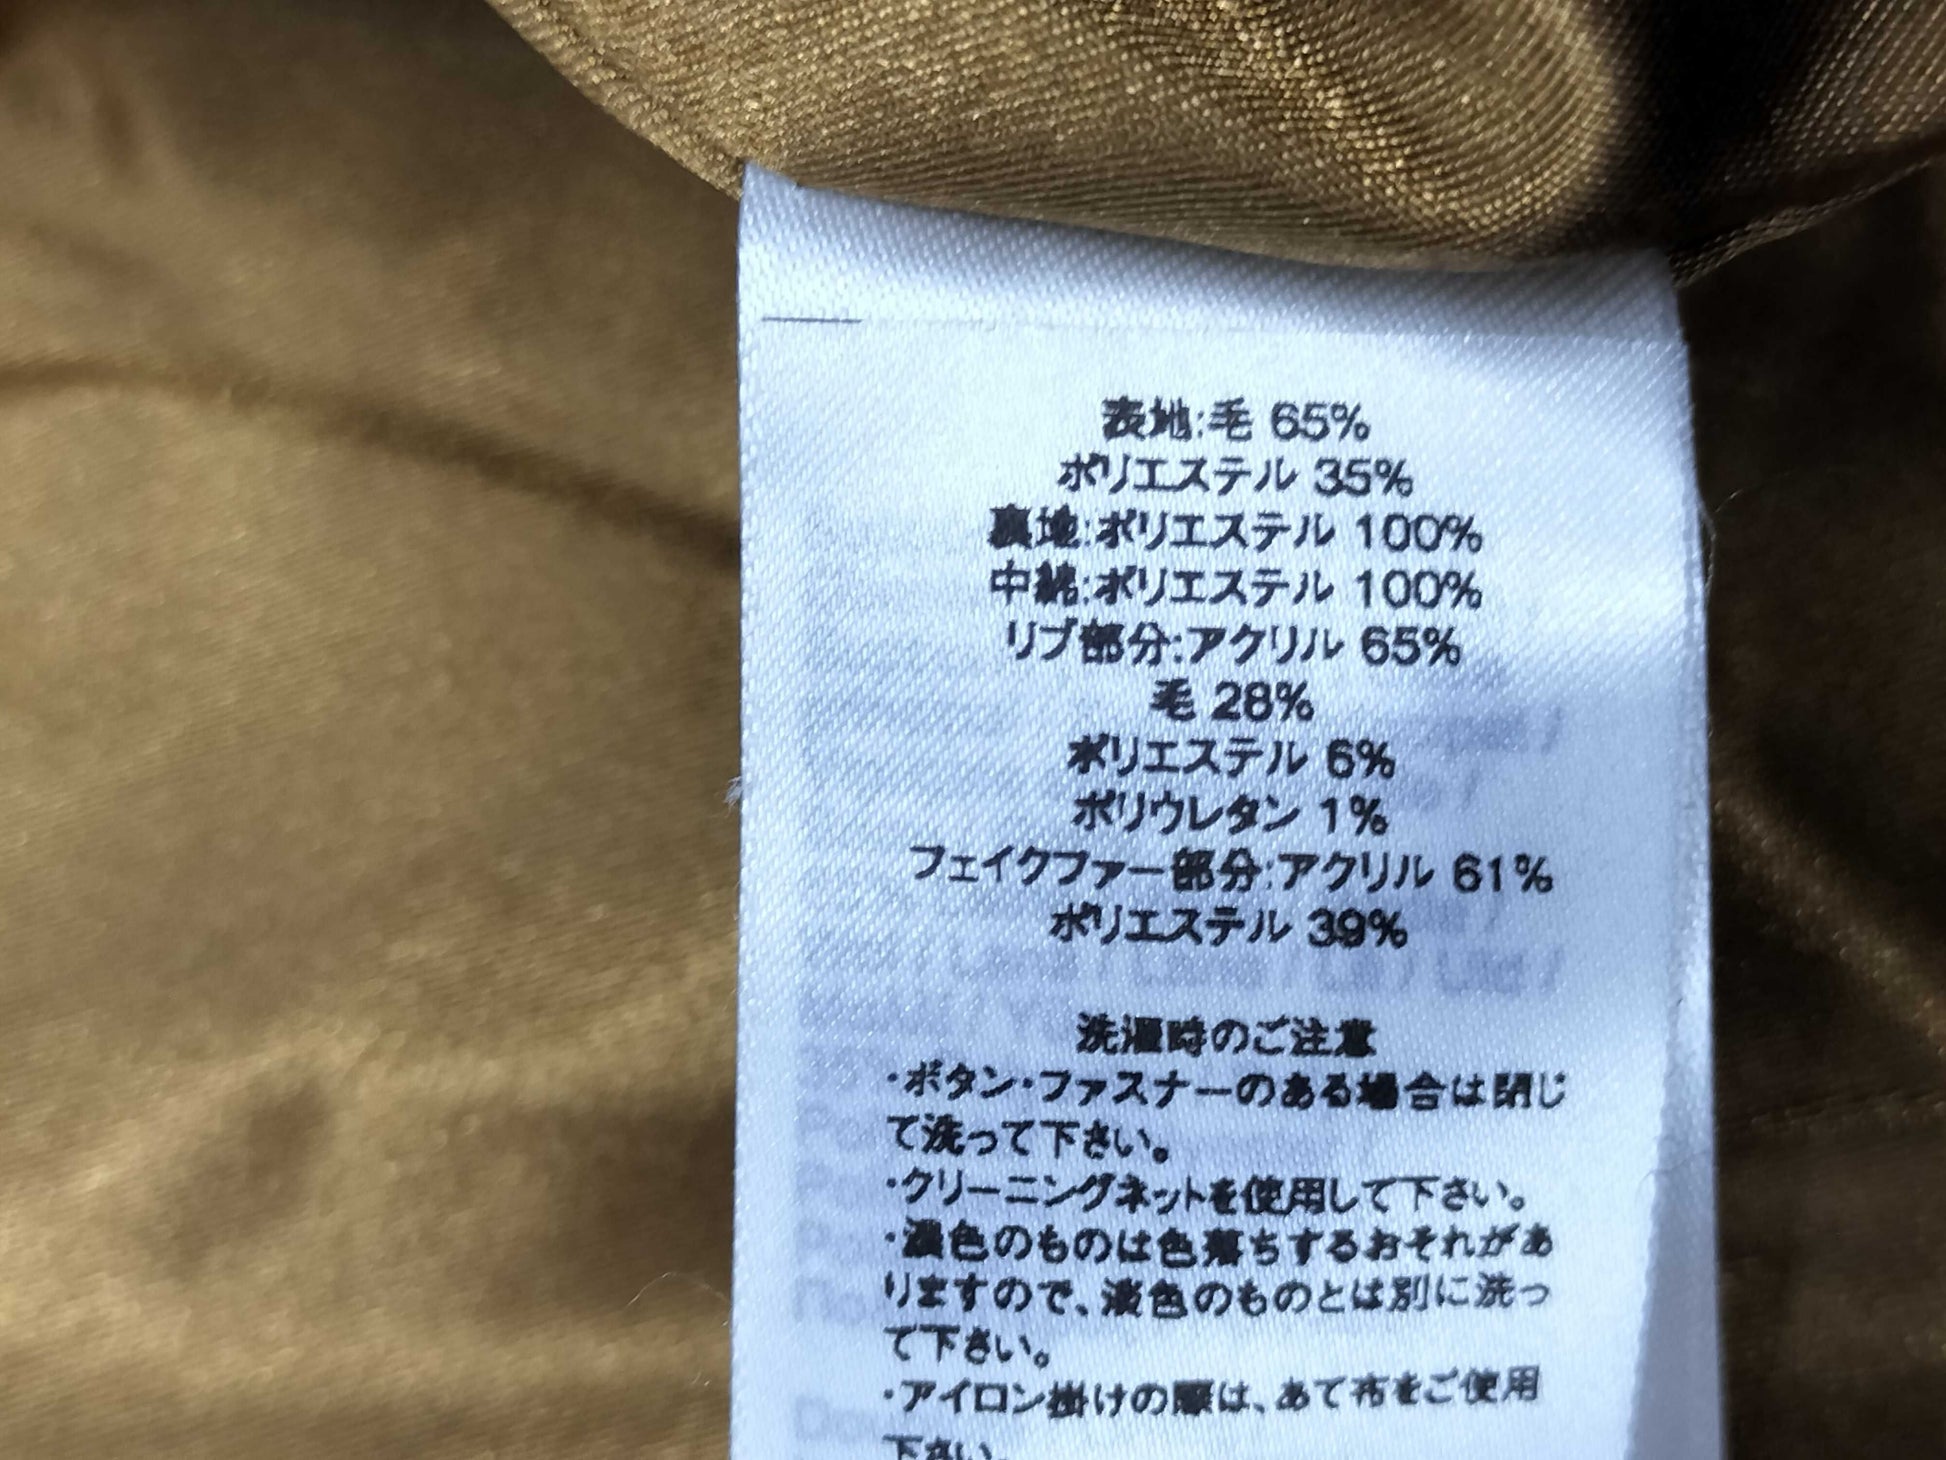 表地:毛 65%
ポリエステル 35%
裏地:ポリエステル 100%
中綿:ポリエステル 100%
リブ部分:アクリル 65%
毛 28%
ポリエステル 6%
ポリウレタン 1%
フェイクファー部分:アクリル 61%
ポリエステル 39%
洗濯時のご注意
・ボタン・ファスナーのある場合は閉じ
て洗って下さい。
・クリーニングネットを使用して下さい。
・濃色のものは色落ちするおそれがあ
りますので、淡色のものとは別に洗っ
て下さい。
・アイロン掛けの際は、あて布をご使用
下さい。